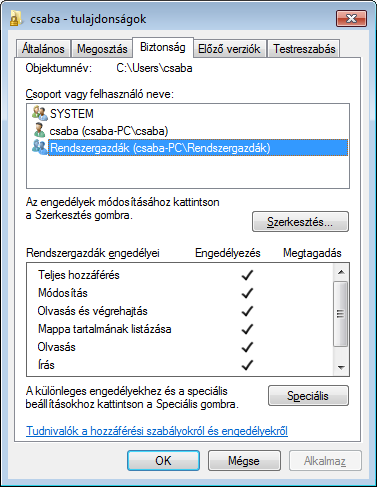 csaba - tulajdonságok
Általános Megosztás Biztonság Előző verziók Testreszabás
Objektumnév: C:\Users\csaba
Csoport vagy felhasználó neve:
SYSTEM
csaba (csaba-PC\csaba)
Rendszergazdák (csaba-PC\Rendszergazdák)
Az engedélyek módosításához kattintson
a Szerkesztés gombra.
Szerkesztés...
Rendszergazdák engedélyei Engedélyezés Megtagadás
Teljes hozzáférés
Módosítás
Olvasás és végrehajtás
Mappa tartalmának listázása
Olvasás
Írás
A különleges engedélyekhez és a speciális
beállításokhoz kattintson a Speciális gombra.
Speciális
Tudnivalók a hozzáférési szabályokról és engedélyekről
OK Mégse Alkalmaz